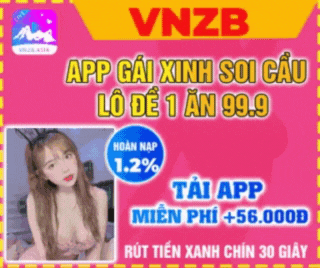 VNZB
APP GÁI XINH SOI CẦU
LÔ ĐỀ 1 ĂN 99.9
HOÀN NẠP
1.2%
TẢI APP
MIỄN PHÍ +56.000Đ
RÚT TIỀN XANH CHÍN 30 GIÂY